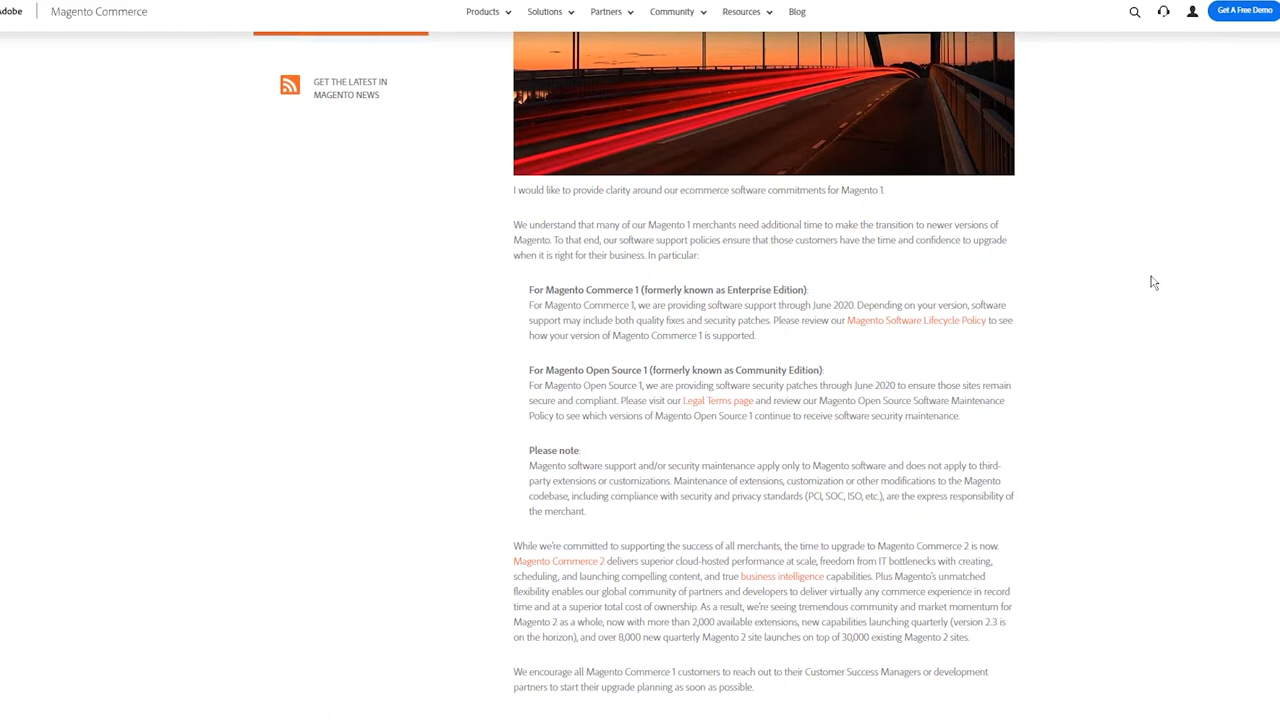 Adobe
Magento Commerce
Products
Solutions
Partners
Community
Resources
Blog
Get A Free Demo
GET THE LATEST IN
MAGENTO NEWS
I would like to provide clarity around our ecommerce software commitments for Magento 1.
We understand that many of our Magento 1 merchants need additional time to make the transition to newer versions of
Magento. To that end, our software support policies ensure that those customers have the time and confidence to upgrade
when it is right for their business. In particular:
For Magento Commerce 1 (formerly known as Enterprise Edition):
For Magento Commerce 1, we are providing software support through June 2020. Depending on your version, software
support may include both quality fixes and security patches. Please review our Magento Software Lifecycle Policy to see
how your version of Magento Commerce 1 is supported.
For Magento Open Source 1 (formerly known as Community Edition):
For Magento Open Source 1, we are providing software security patches through June 2020 to ensure those sites remain
secure and compliant. Please visit our Legal Terms page and review our Magento Open Source Software Maintenance
Policy to see which versions of Magento Open Source 1 continue to receive software security maintenance.
Please note:
Magento software support and/or security maintenance apply only to Magento software and does not apply to third-
party extensions or customizations. Maintenance of extensions, customization or other modifications to the Magento
codebase, including compliance with security and privacy standards (PCI, SOC, ISO, etc.), are the express responsibility of
the merchant.
While we're committed to supporting the success of all merchants, the time to upgrade to Magento Commerce 2 is now.
Magento Commerce 2 delivers superior cloud-hosted performance at scale, freedom from IT bottlenecks with creating,
scheduling, and launching compelling content, and true business intelligence capabilities. Plus Magento's unmatched
flexibility enables our global community of partners and developers to deliver virtually any commerce experience in record
time and at a superior total cost of ownership. As a result, we're seeing tremendous community and market momentum for
Magento 2 as a whole, now with more than 2,000 available extensions, new capabilities launching quarterly (version 2.3 is
on the horizon), and over 8,000 new quarterly Magento 2 site launches on top of 30,000 existing Magento 2 sites.
We encourage all Magento Commerce 1 customers to reach out to their Customer Success Managers or development
partners to start their upgrade planning as soon as possible.